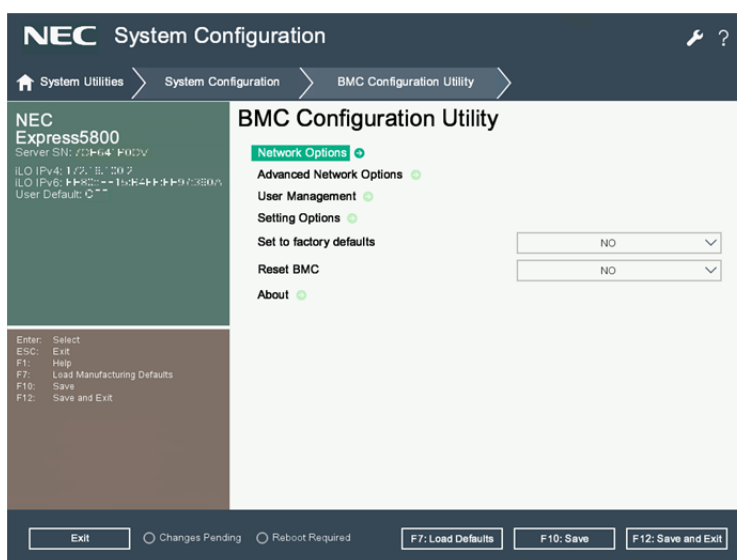 NEC System Configuration
?
System Utilities
System Configuration
BMC Configuration Utility
NEC
Express5800
Server SN:
iLO IPv4:
iLO IPv6:
User Default:
BMC Configuration Utility
Network Options
Advanced Network Options
User Management
Setting Options
Set to factory defaults NO
Reset BMC NO
About
Enter: Select
ESC: Exit
F1: Help
F7: Load Manufacturing Defaults
F10: Save
F12: Save and Exit
Exit
Changes Pending
Reboot Required
F7: Load Defaults
F10: Save
F12: Save and Exit